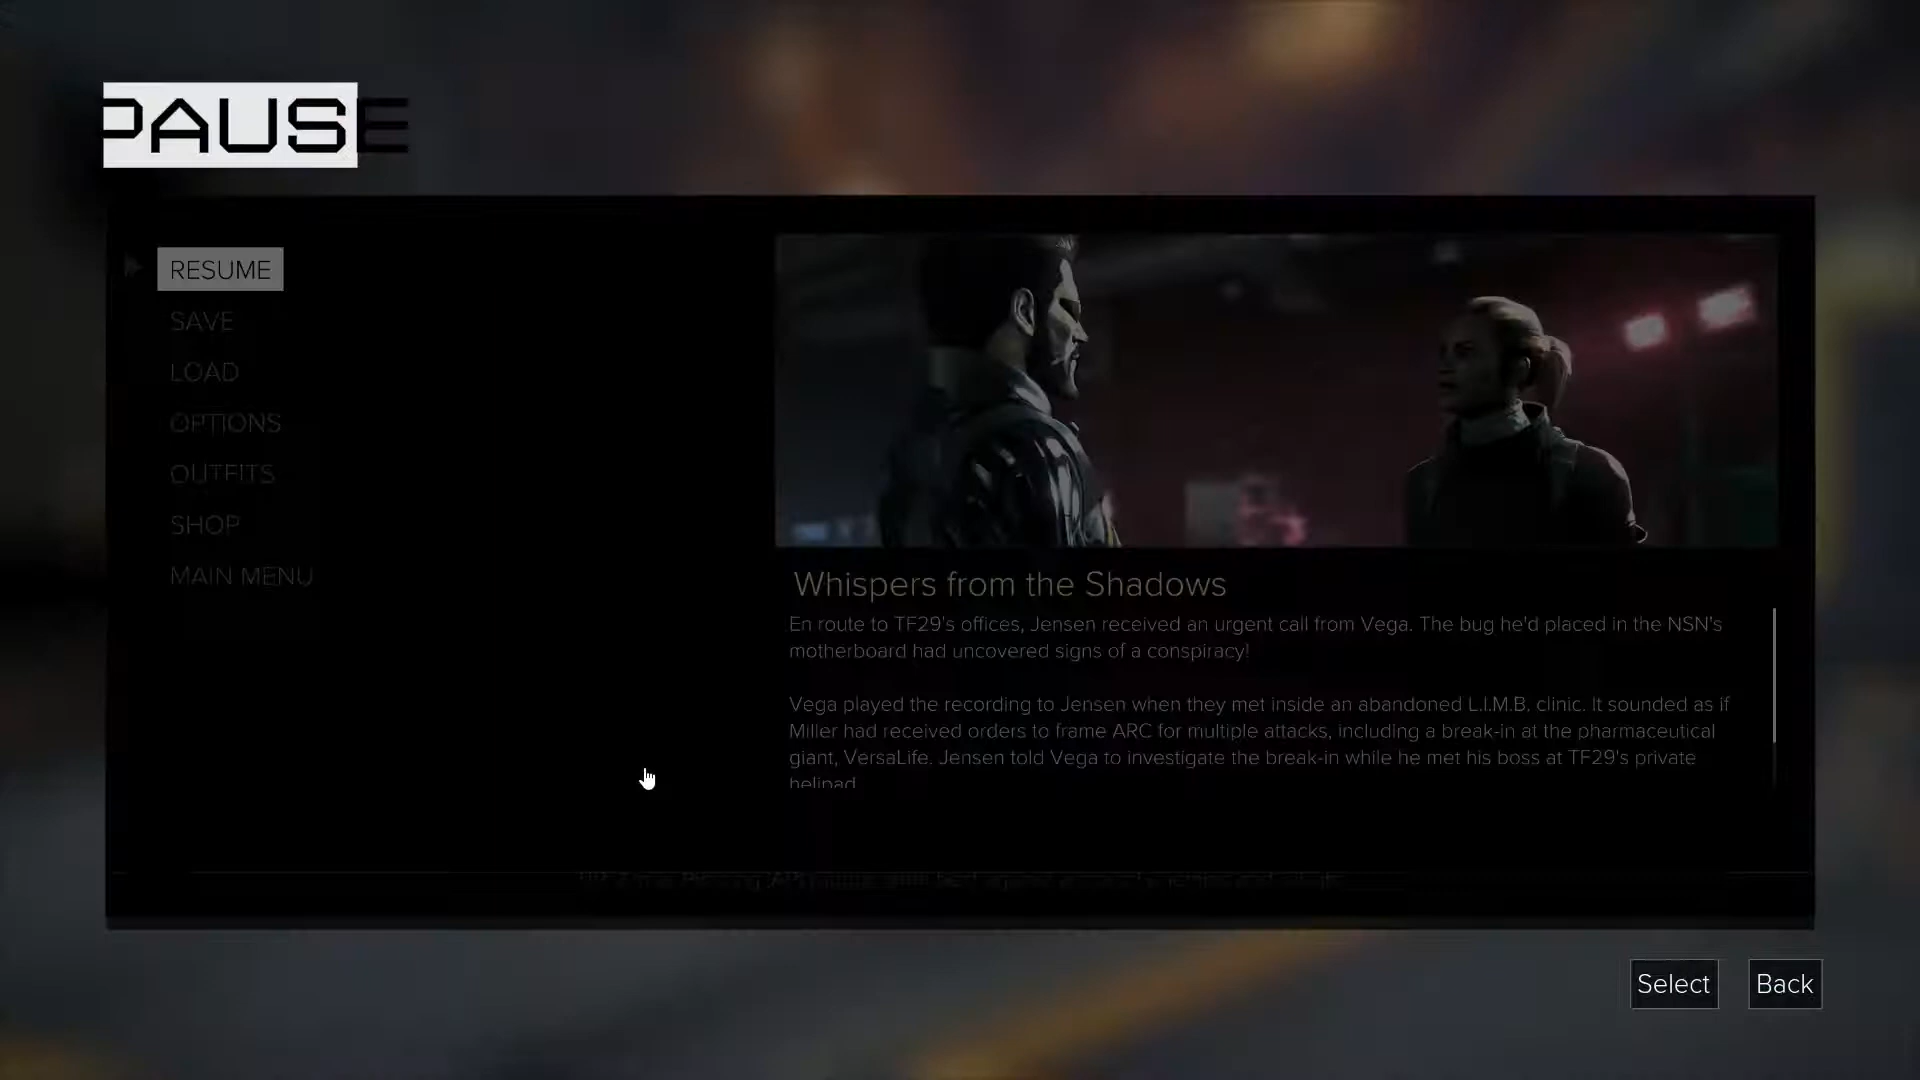 PAUSE
RESUME
SAVE
LOAD
OPTIONS
OUTFITS
SHOP
MAIN MENU
Whispers from the Shadows
En route to TF29's offices, Jensen received an urgent call from Vega. The bug he'd placed in the NSN's
motherboard had uncovered signs of a conspiracy!
Vega played the recording to Jensen when they met inside an abandoned L.I.M.B. clinic. It sounded as if
Miller had received orders to frame ARC for multiple attacks, including a break-in at the pharmaceutical
giant, VersaLife. Jensen told Vega to investigate the break-in while he met his boss at TF29's private
helipad
Select
Back